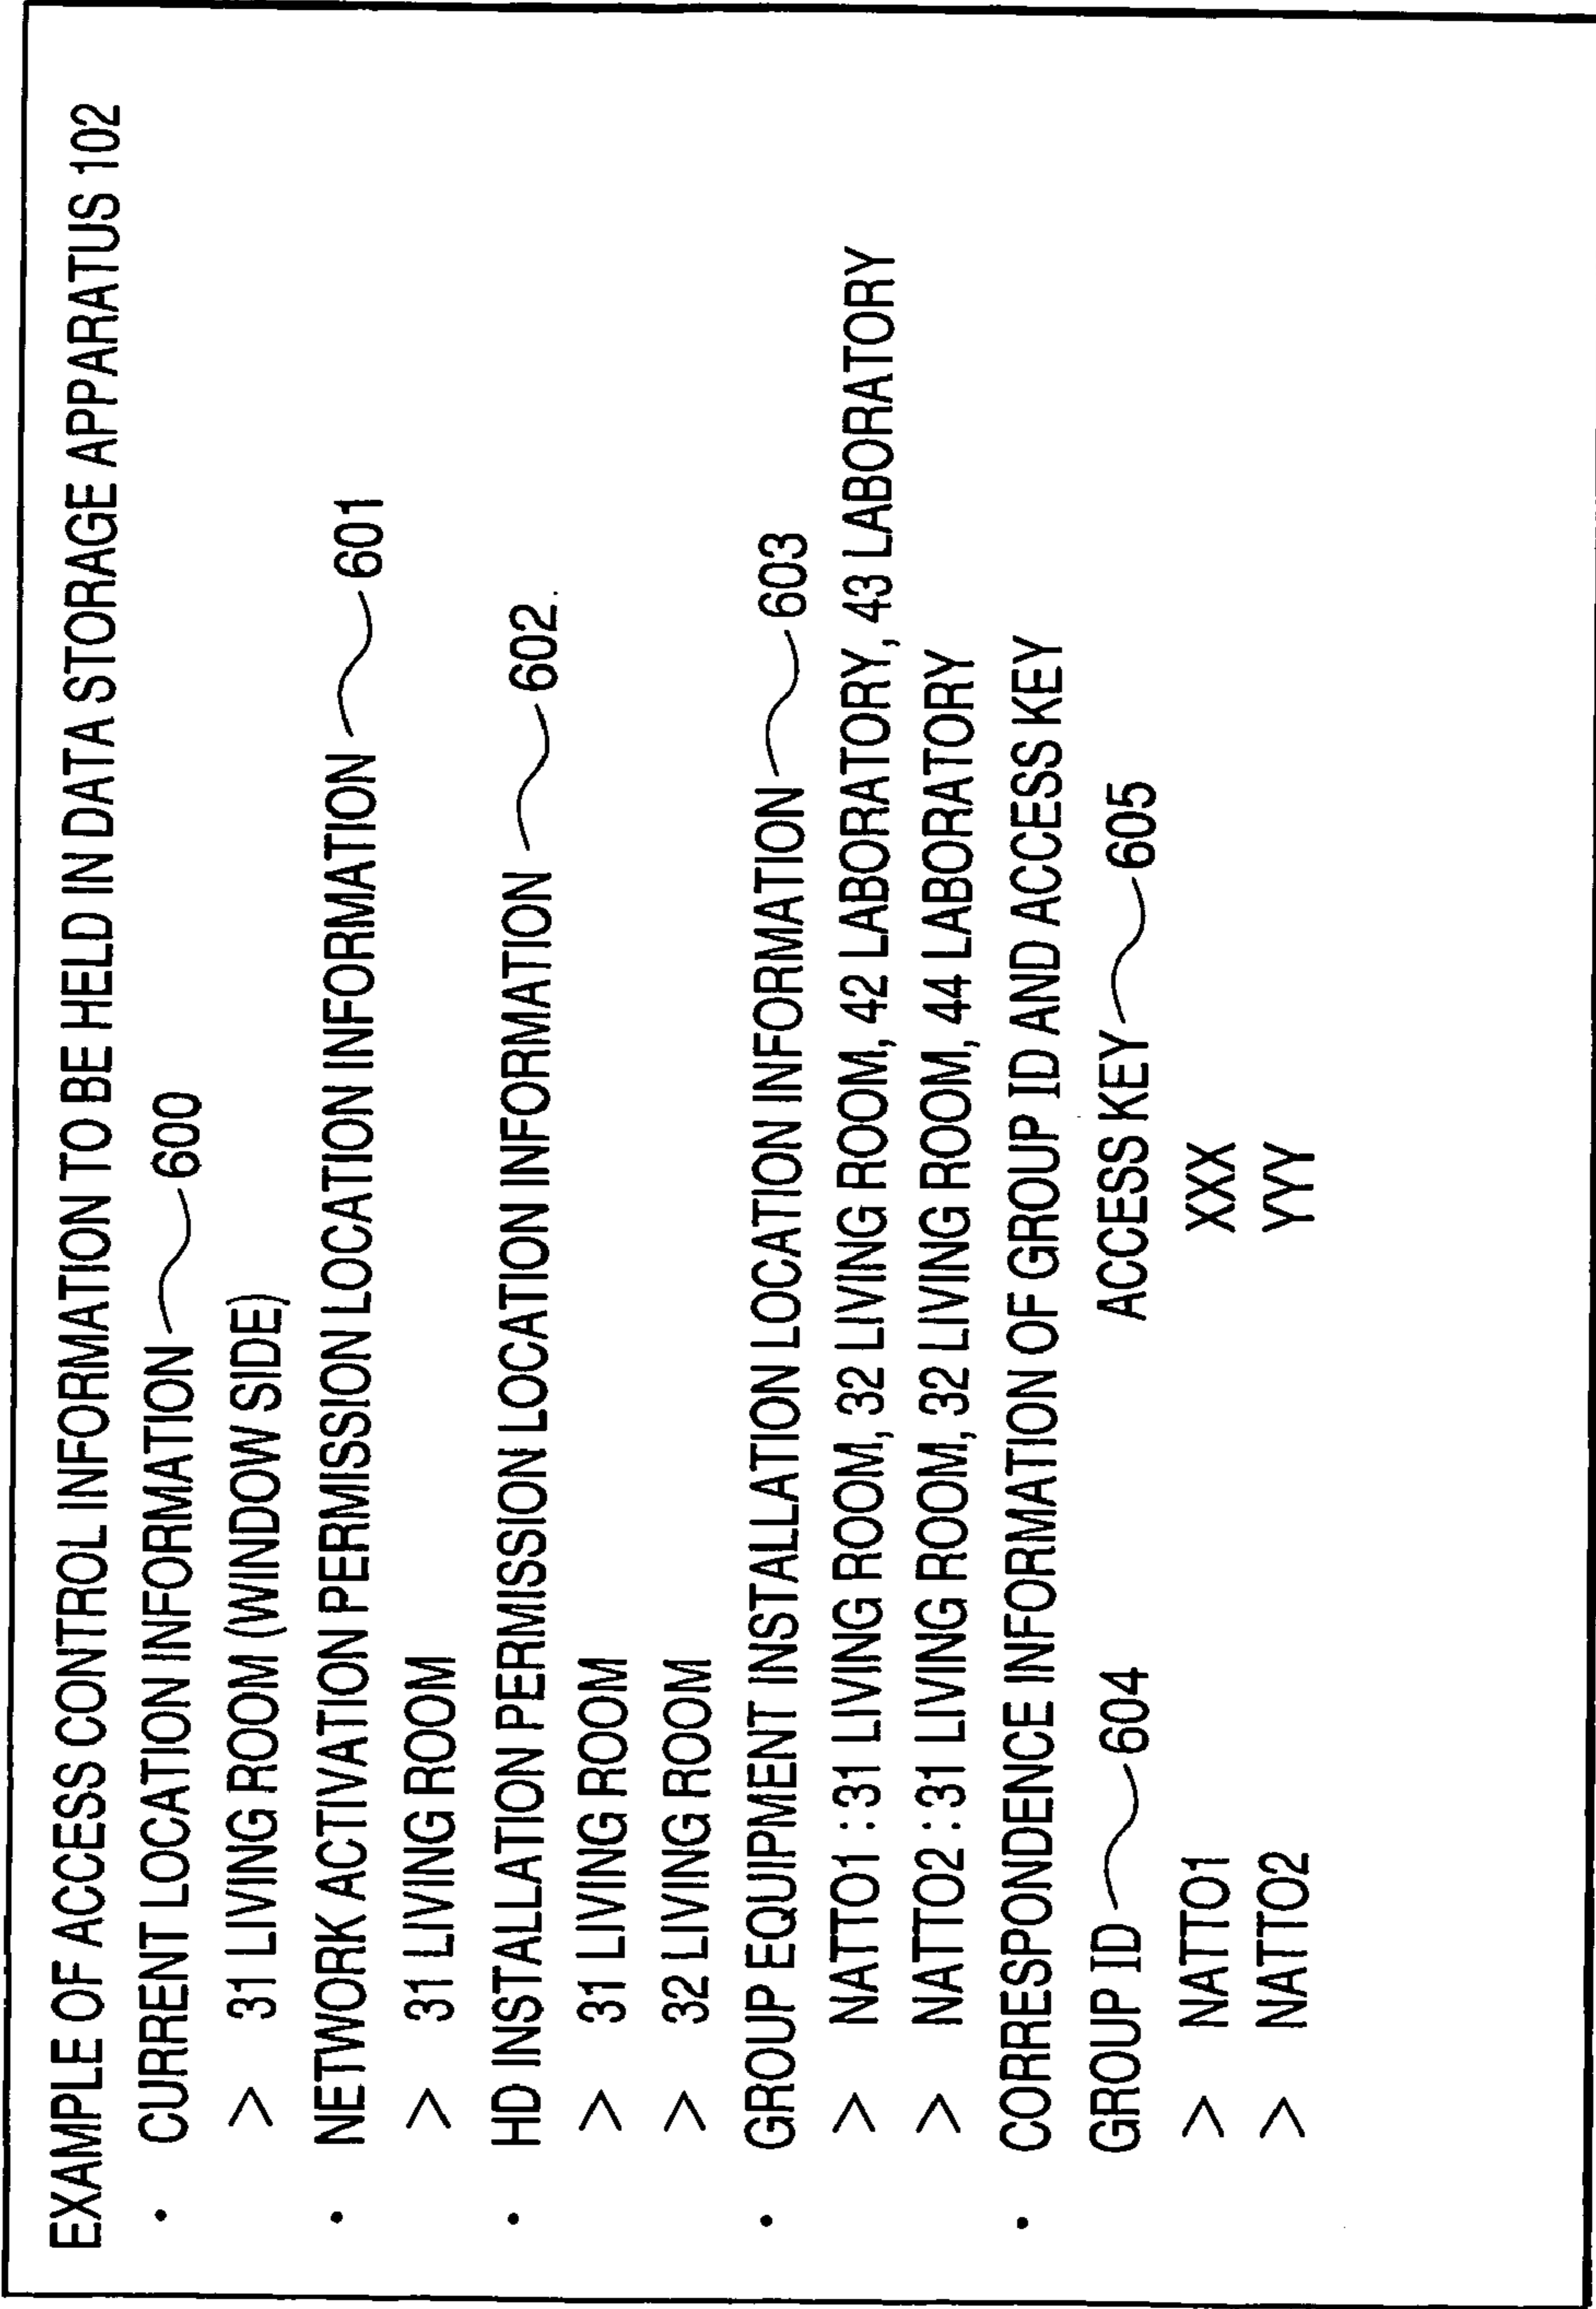 EXAMPLE OF ACCESS CONTROL INFORMATION TO BE HELD IN DATA STORAGE APPARATUS 102
• CURRENT LOCATION INFORMATION 600
> 31 LIVING ROOM (WINDOW SIDE)
• NETWORK ACTIVATION PERMISSION LOCATION INFORMATION 601
> 31 LIVING ROOM
• HD INSTALLATION PERMISSION LOCATION INFORMATION 602
> 31 LIVING ROOM
> 32 LIVING ROOM
• GROUP EQUIPMENT INSTALLATION LOCATION INFORMATION 603
> NATTO1 : 31 LIVING ROOM, 32 LIVING ROOM, 42 LABORATORY, 43 LABORATORY
> NATTO2 : 31 LIVING ROOM, 32 LIVING ROOM, 44 LABORATORY
• CORRESPONDENCE INFORMATION OF GROUP ID AND ACCESS KEY
GROUP ID 604 ACCESS KEY 605
> NATTO1 XXX
> NATTO2 YYY